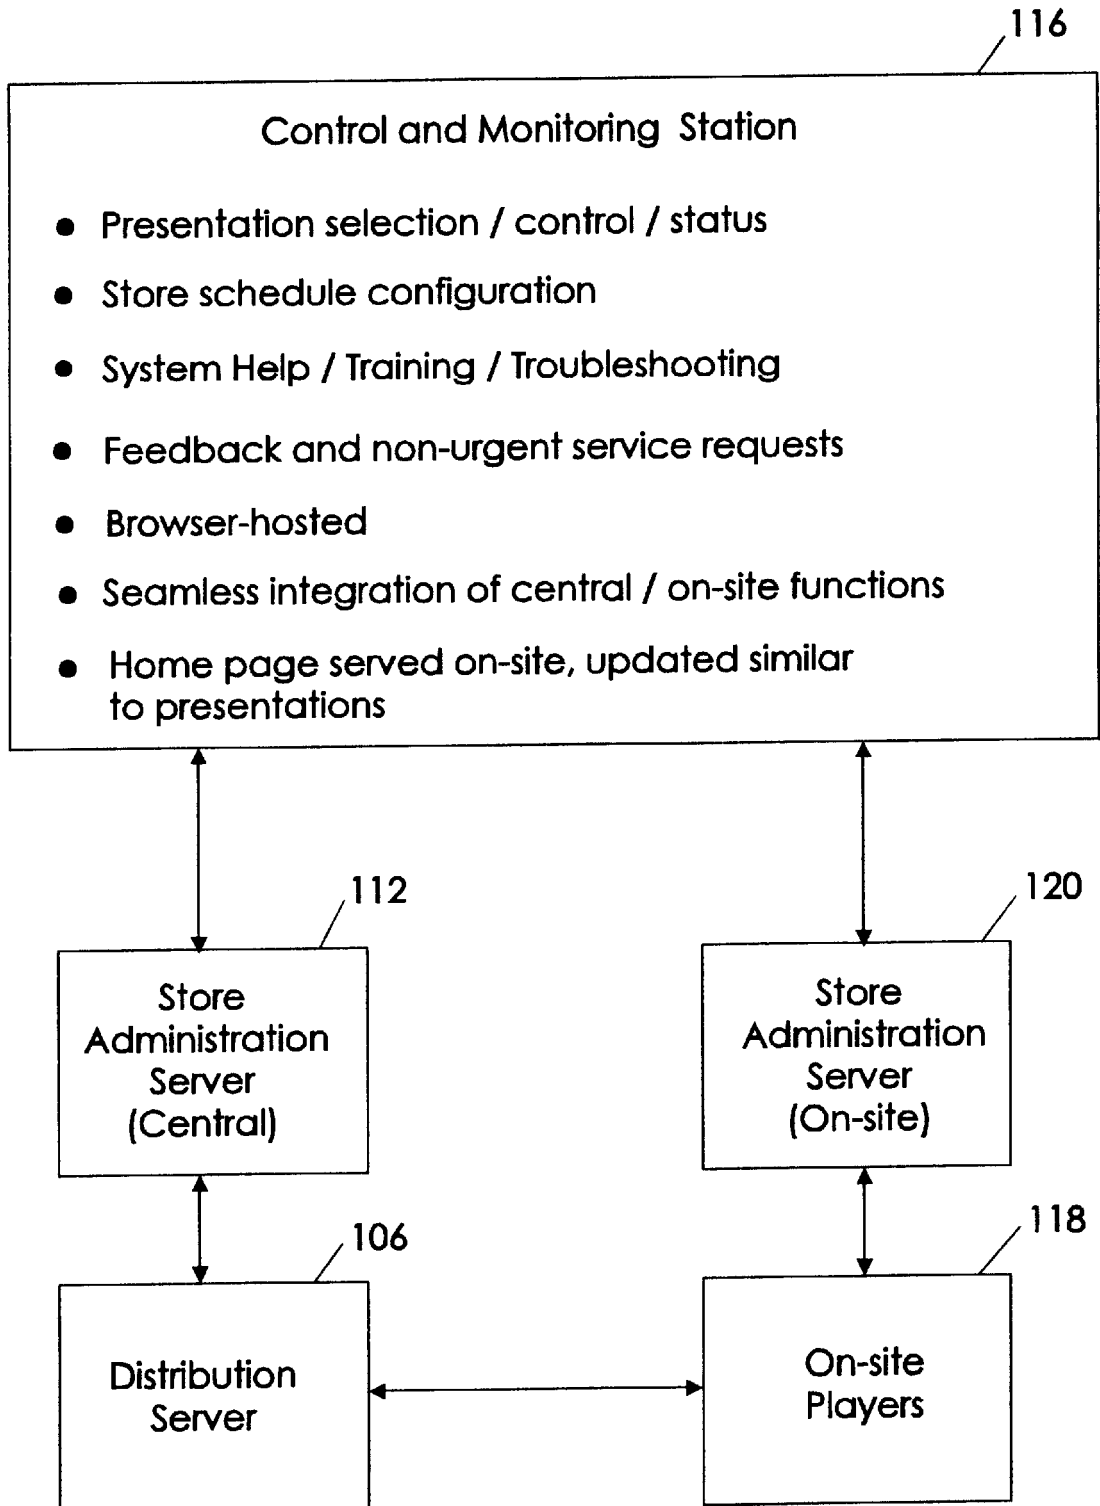 116
Control and Monitoring Station
● Presentation selection / control / status
● Store schedule configuration
● System Help / Training / Troubleshooting
● Feedback and non-urgent service requests
● Browser-hosted
● Seamless integration of central / on-site functions
● Home page served on-site, updated similar
to presentations
112
Store
Administration
Server
(Central)
120
Store
Administration
Server
(On-site)
106
Distribution
Server
118
On-site
Players